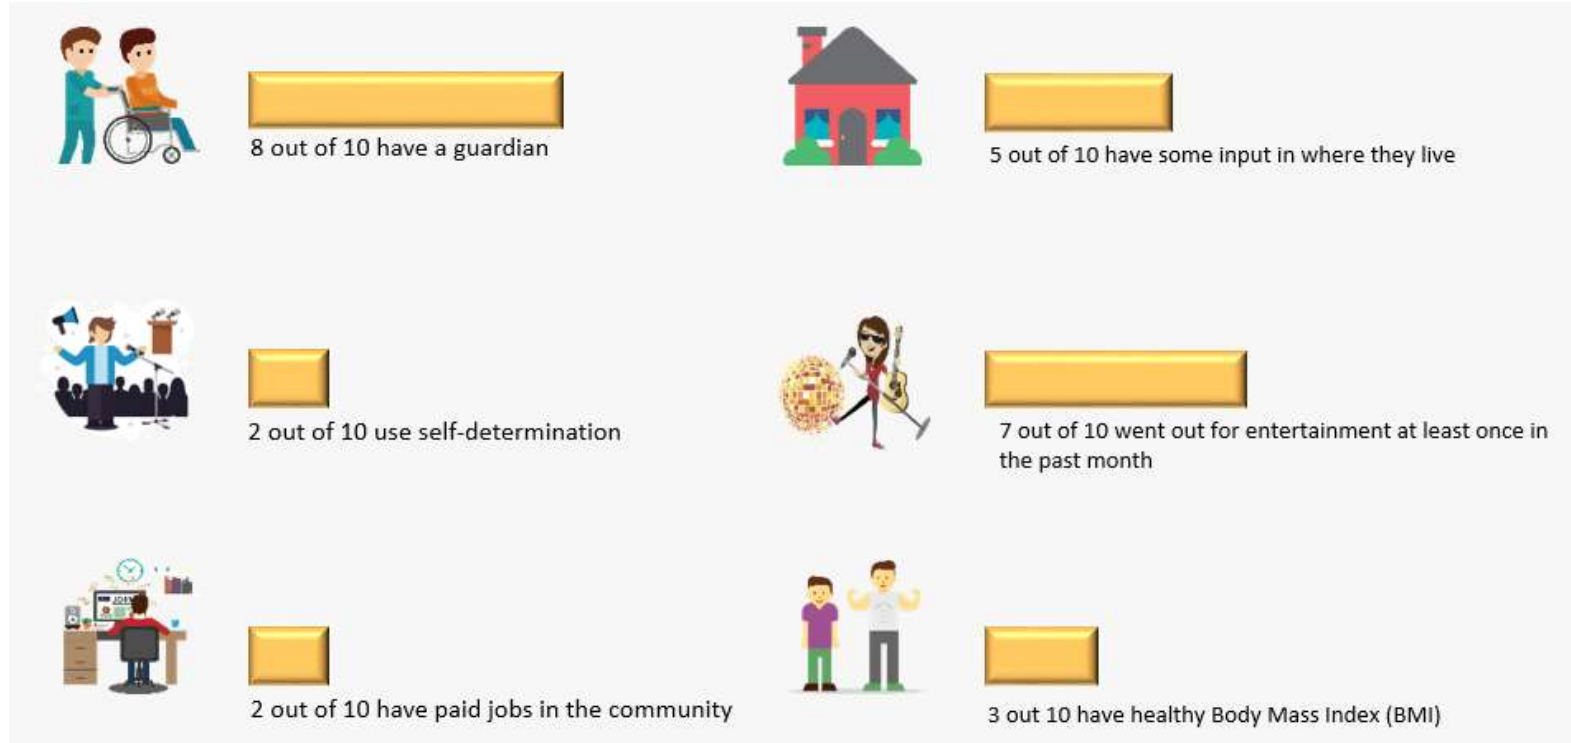 8 out of 10 have a guardian
5 out of 10 have some input in where they live
2 out of 10 use self-determination
7 out of 10 went out for entertainment at least once in
the past month
2 out of 10 have paid jobs in the community
3 out 10 have healthy Body Mass Index (BMI)